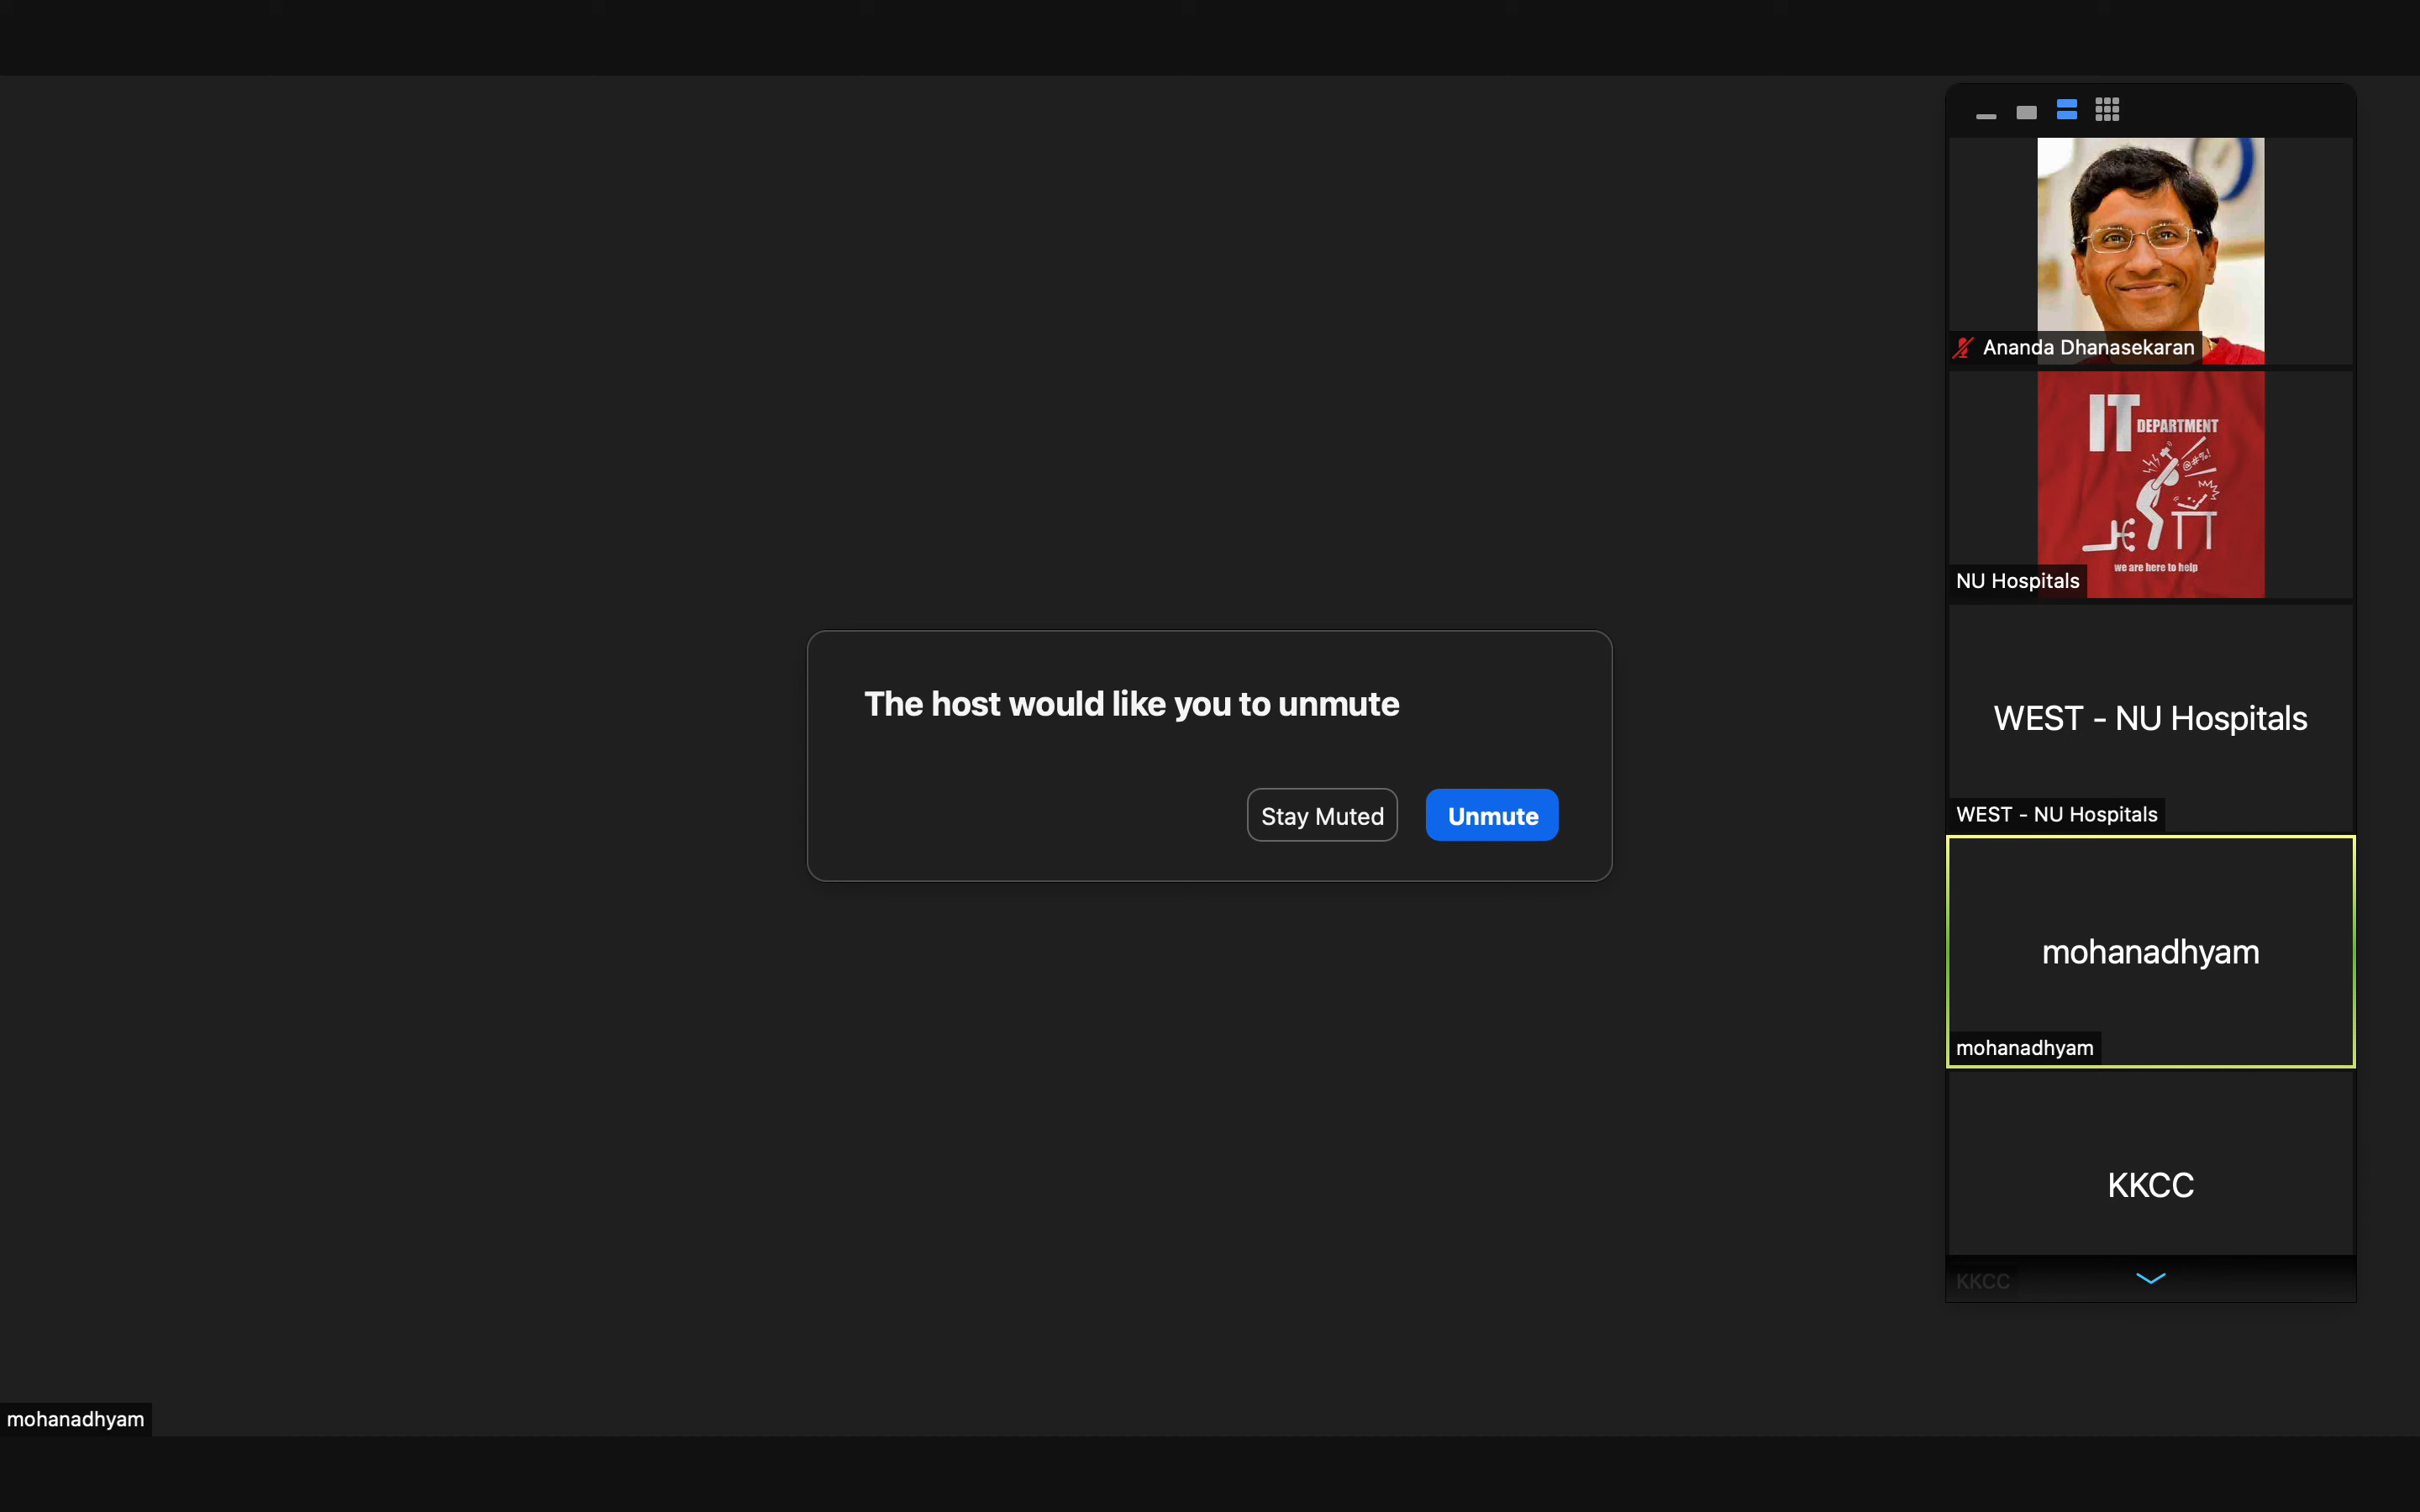 Ananda Dhanasekaran
IT
DEPARTMENT
@#%!
we are here to help
NU Hospitals
WEST - NU Hospitals
WEST - NU Hospitals
The host would like you to unmute
Stay Muted
Unmute
mohanadhyam
mohanadhyam
KKCC
KKCC
mohanadhyam